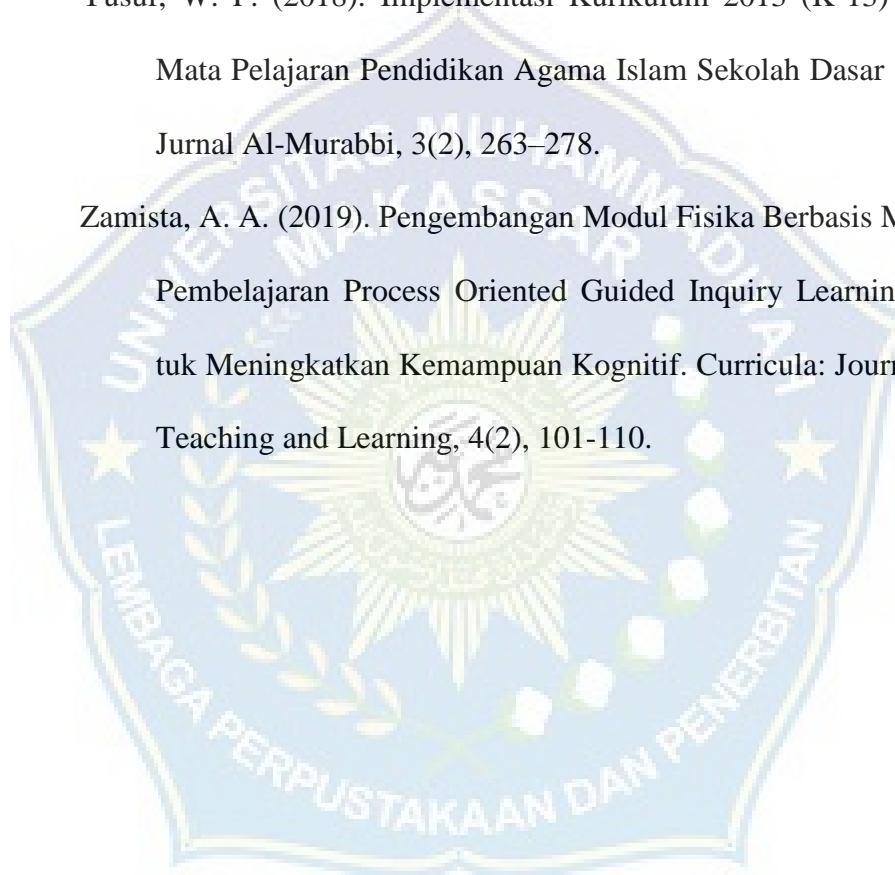 Yusuf, W. F. (2018). Implementasi Kurikulum 2013 (K-13)
Mata Pelajaran Pendidikan Agama Islam Sekolah Dasar
Jurnal Al-Murabbi, 3(2), 263–278.
Zamista, A. A. (2019). Pengembangan Modul Fisika Berbasis M
Pembelajaran Process Oriented Guided Inquiry Learnin
tuk Meningkatkan Kemampuan Kognitif. Curricula: Journ
Teaching and Learning, 4(2), 101-110.
UNIVERSITAS MUHAMMADIYAH
MAKASSAR
LEMBAGA PERPUSTAKAAN DAN PENERBITAN